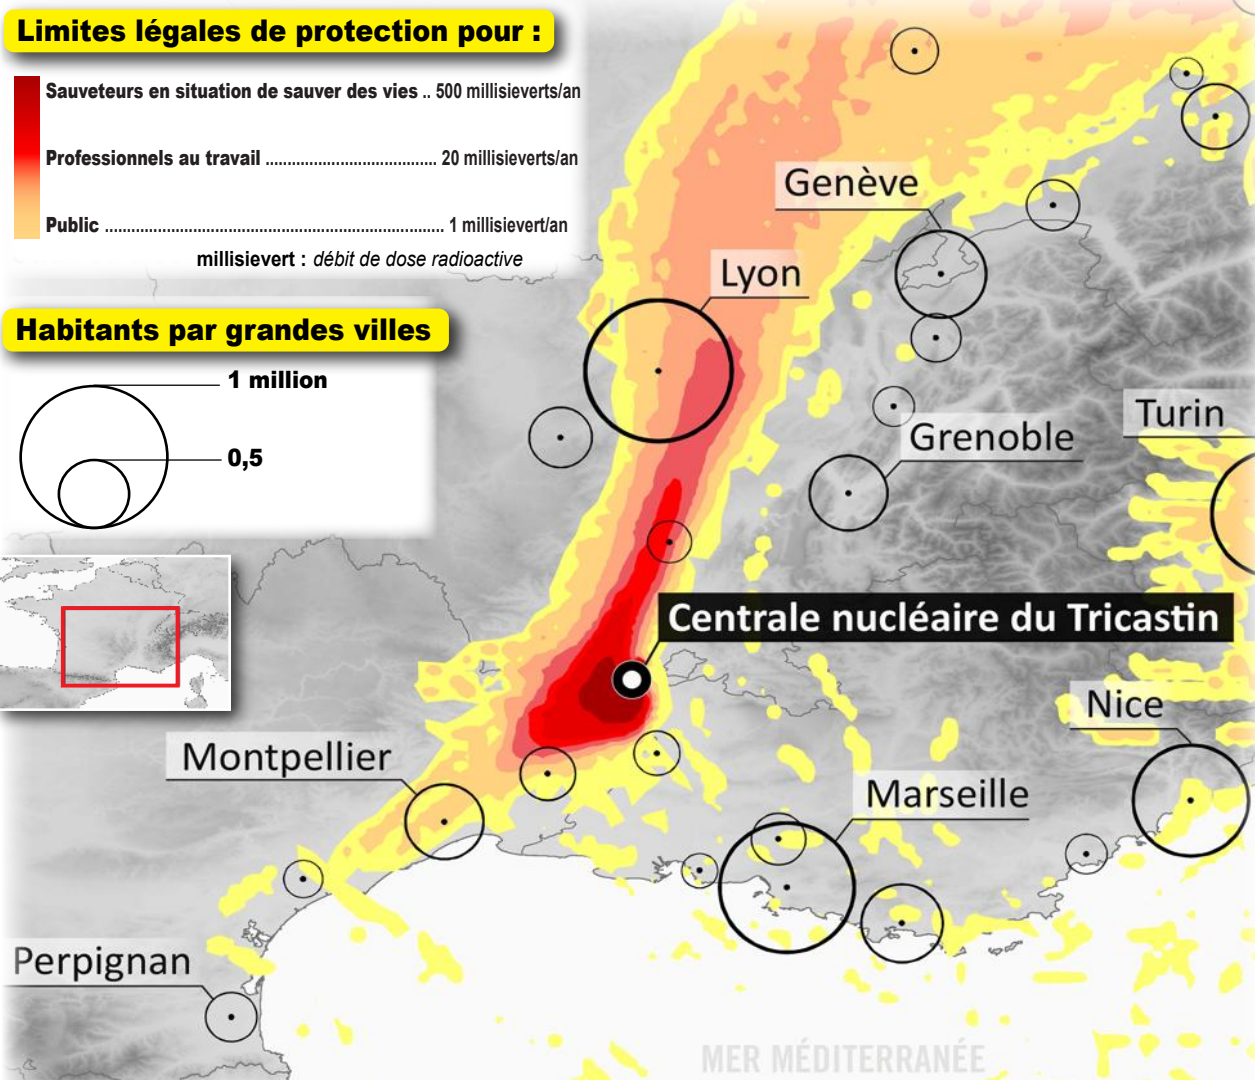 Limites légales de protection pour :
Sauveteurs en situation de sauver des vies .. 500 millisieverts/an
Professionnels au travail ..................................... 20 millisieverts/an
Public ........................................................................ 1 millisievert/an
millisievert : débit de dose radioactive
Habitants par grandes villes
1 million
0,5
Genève
Lyon
Turin
Grenoble
Centrale nucléaire du Tricastin
Nice
Montpellier
Marseille
Perpignan
MER MÉDITERRANÉE